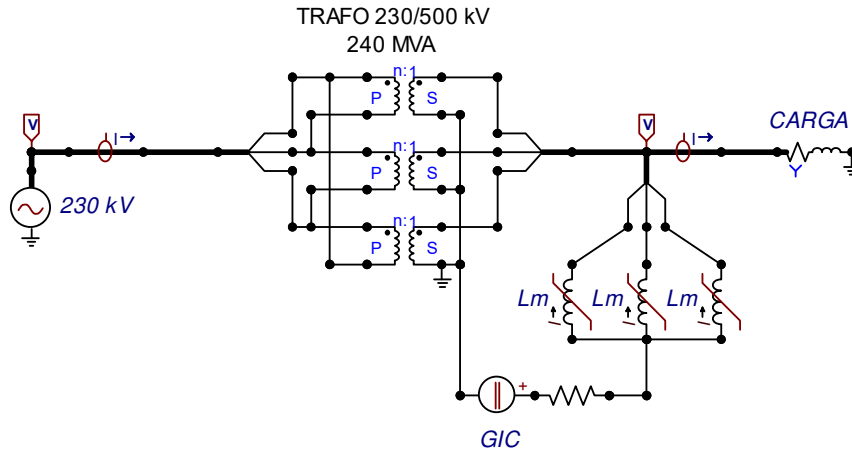 TRAFO 230/500 kV
240 MVA
n:1
P
S
V
I
230 kV
n:1
P
S
n:1
P
S
V
I
CARGA
Y
Lm
I
Lm
I
Lm
I
+
GIC